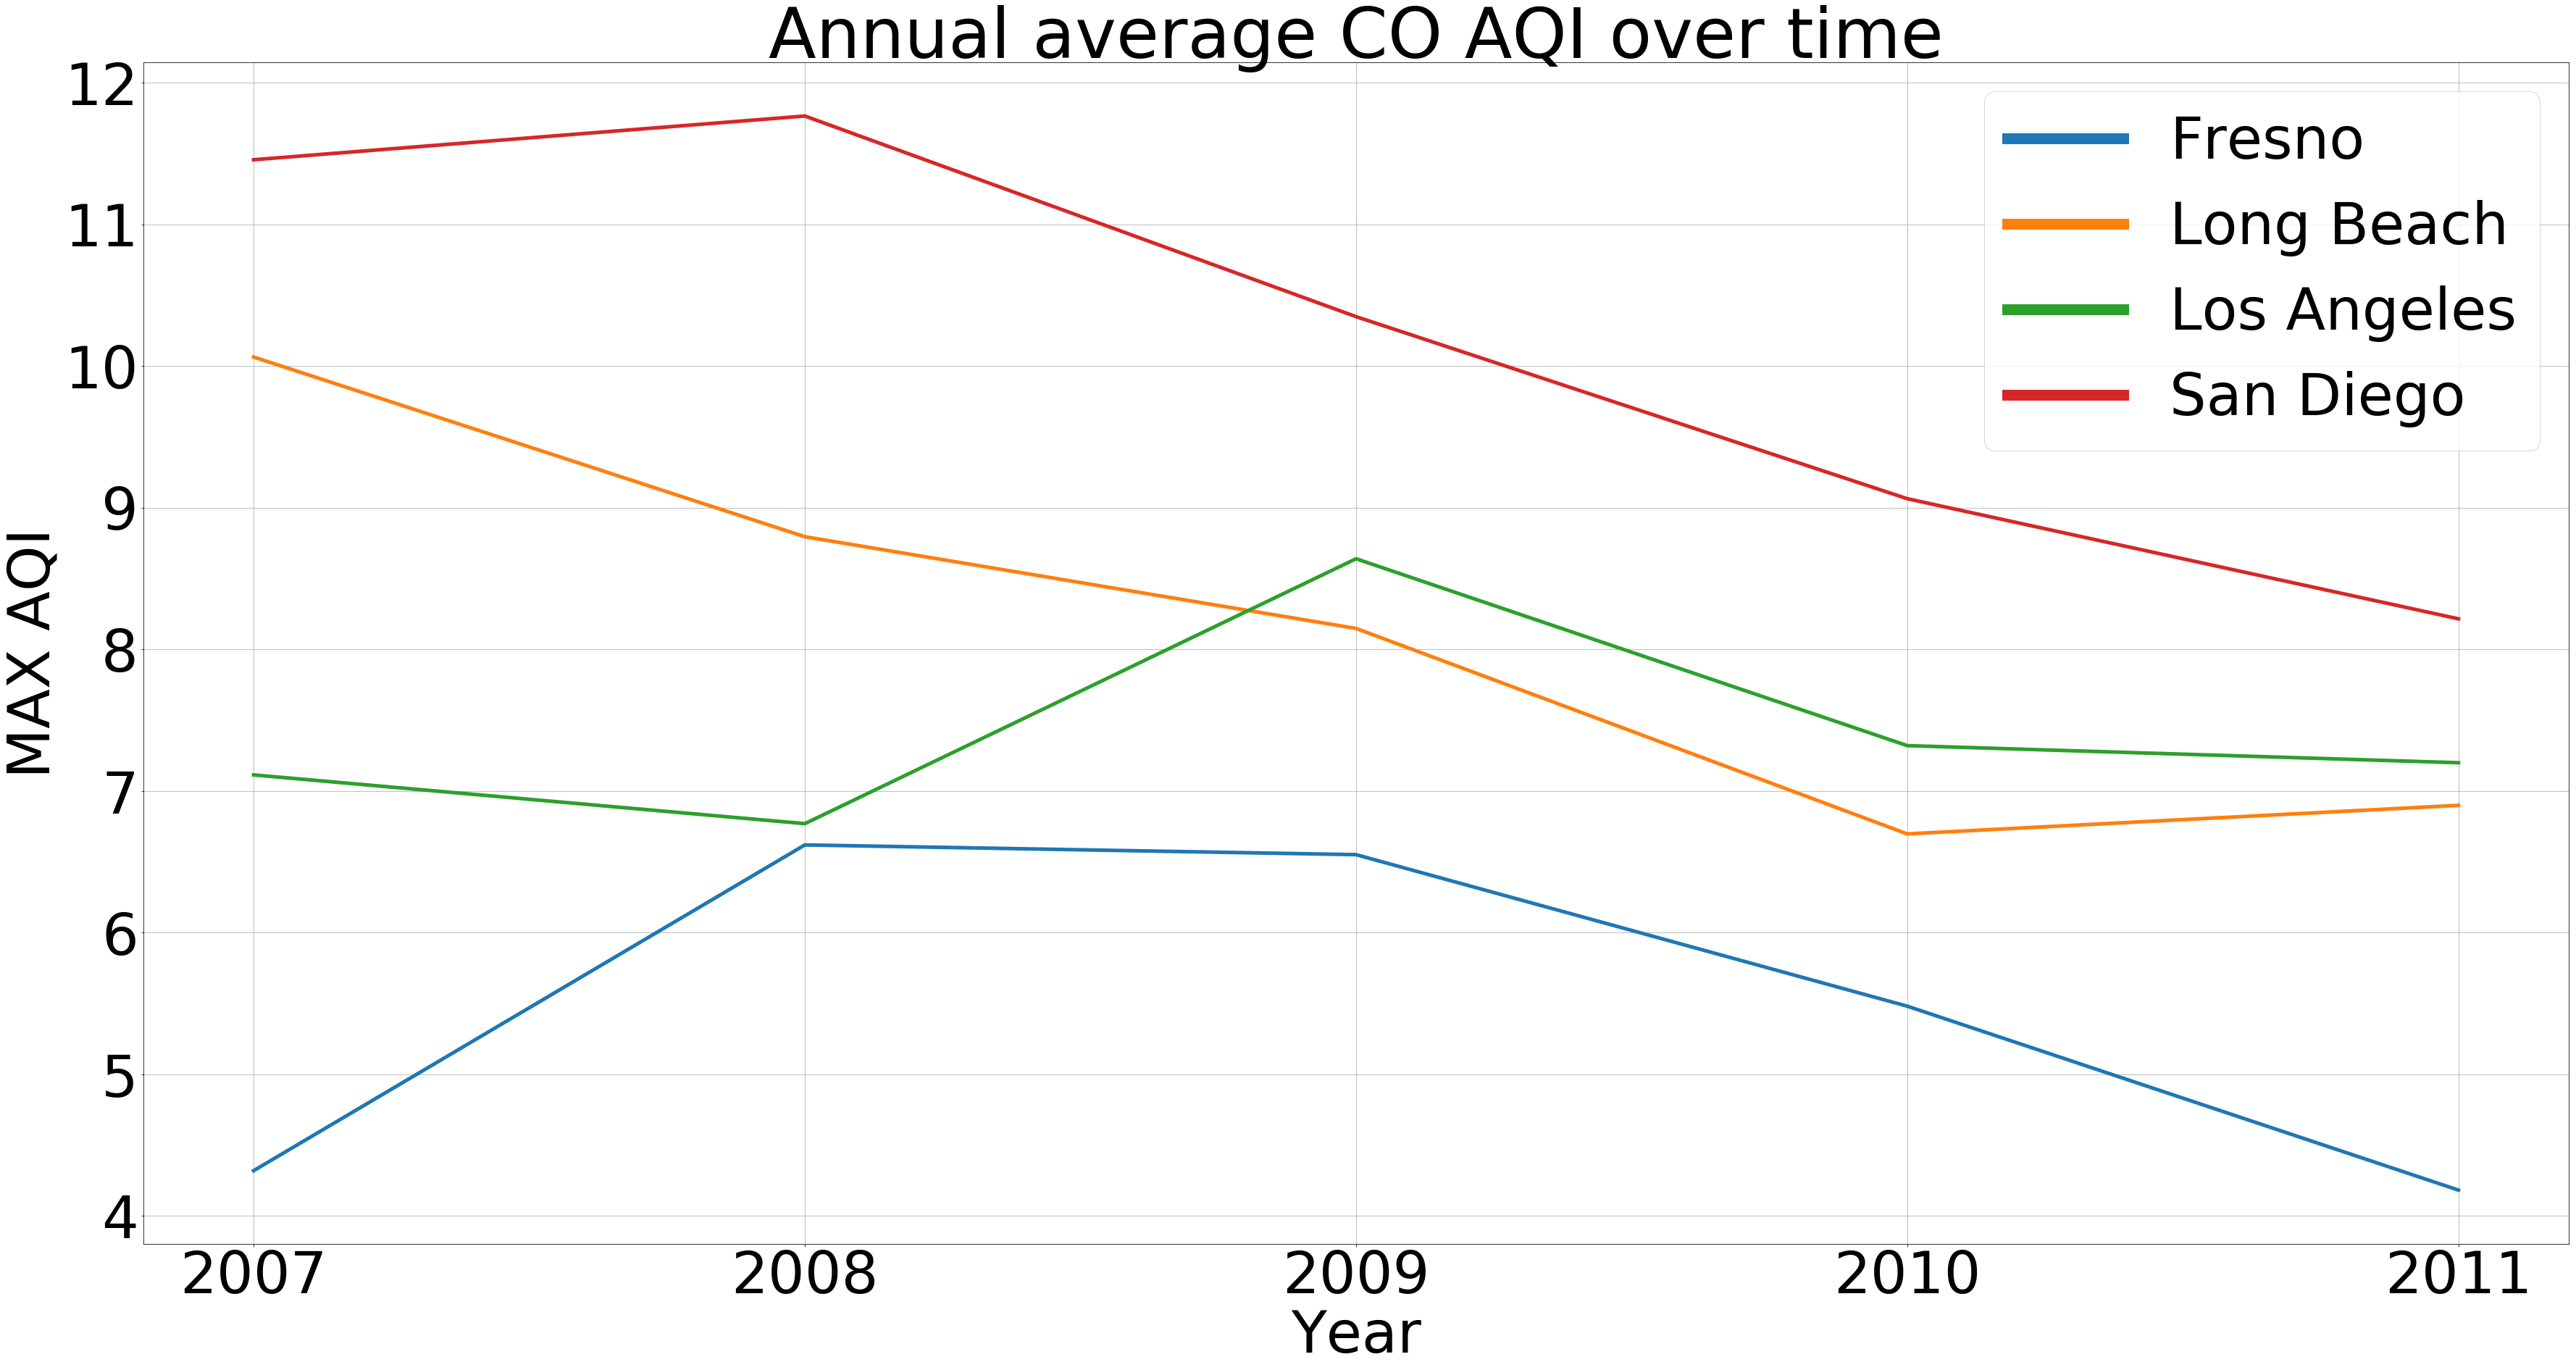 Annual average CO AQI over time
12
11
10
9
8
7
6
5
4
MAX AQI
Fresno
Long Beach
Los Angeles
San Diego
2007 2008 2009 2010 2011
Year